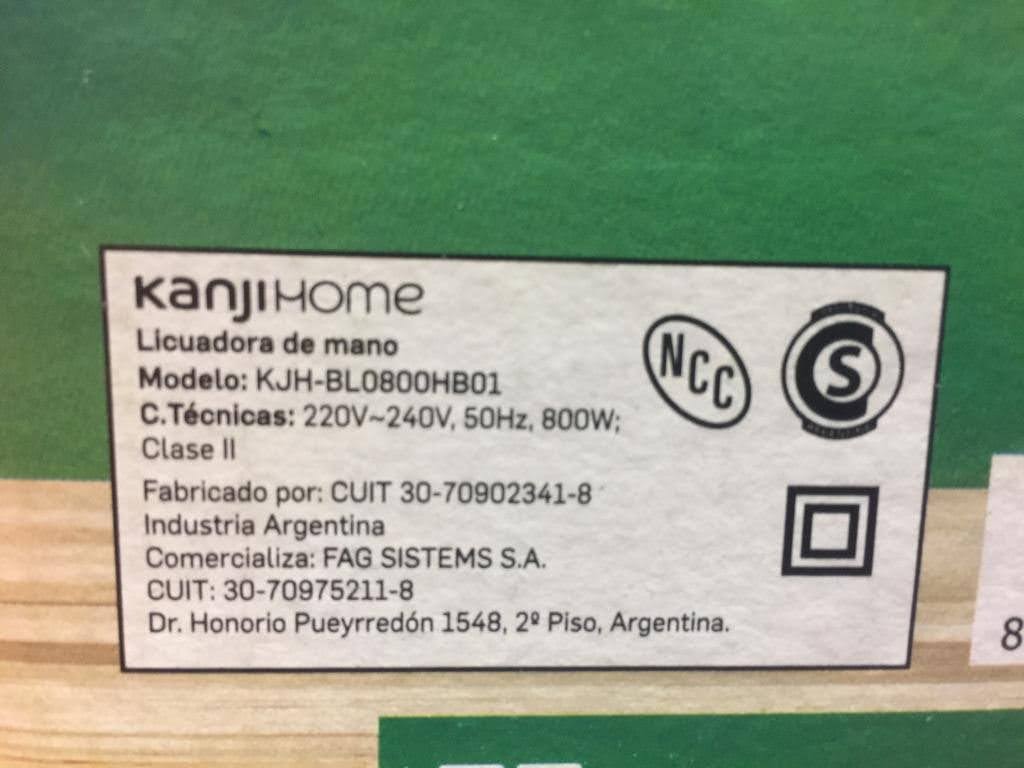 KanjiHOME
Licuadora de mano
Modelo: KJH-BL0800HB01
C.Técnicas: 220V~240V, 50Hz, 800W;
Clase II
Fabricado por: CUIT 30-70902341-8
Industria Argentina
Comercializa: FAG SISTEMS S.A.
CUIT: 30-70975211-8
Dr. Honorio Pueyrredón 1548, 2º Piso, Argentina.
NCC
S
8